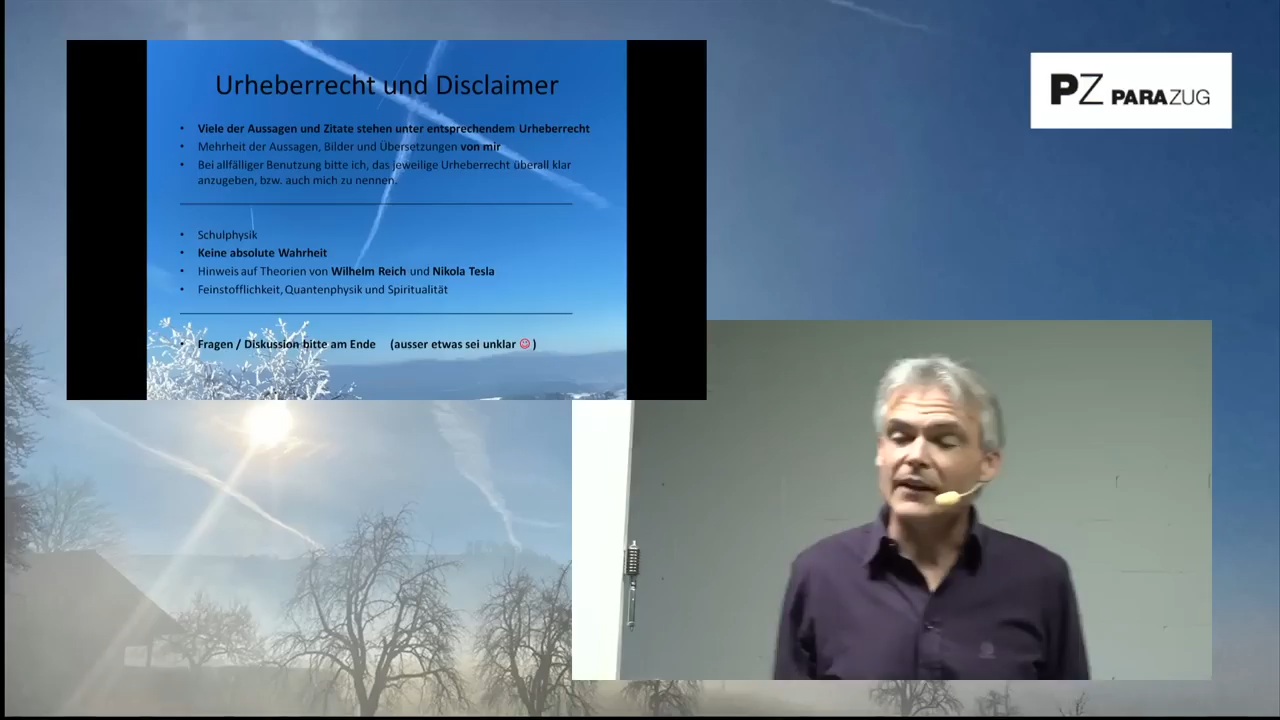 Urheberrecht und Disclaimer
• Viele der Aussagen und Zitate stehen unter entsprechendem Urheberrecht
• Mehrheit der Aussagen, Bilder und Übersetzungen von mir
• Bei allfälliger Benutzung bitte ich, das jeweilige Urheberrecht überall klar
anzugeben, bzw. auch mich zu nennen.
• Schulphysik
• Keine absolute Wahrheit
• Hinweis auf Theorien von Wilhelm Reich und Nikola Tesla
• Feinstofflichkeit, Quantenphysik und Spiritualität
• Fragen / Diskussion bitte am Ende (ausser etwas sei unklar ☺ )
PZ PARAZUG